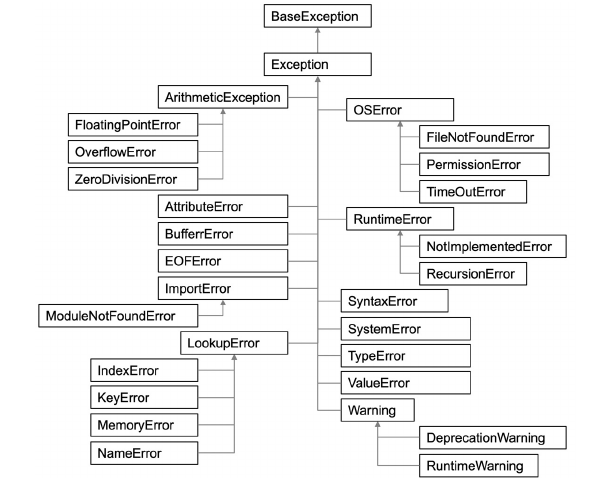 BaseException
Exception
ArithmeticException
FloatingPointError
OverflowError
ZeroDivisionError
AttributeError
BufferrError
EOFError
ImportError
ModuleNotFoundError
LookupError
IndexError
KeyError
MemoryError
NameError
OSError
FileNotFoundError
PermissionError
TimeOutError
RuntimeError
NotImplementedError
RecursionError
SyntaxError
SystemError
TypeError
ValueError
Warning
DeprecationWarning
RuntimeWarning